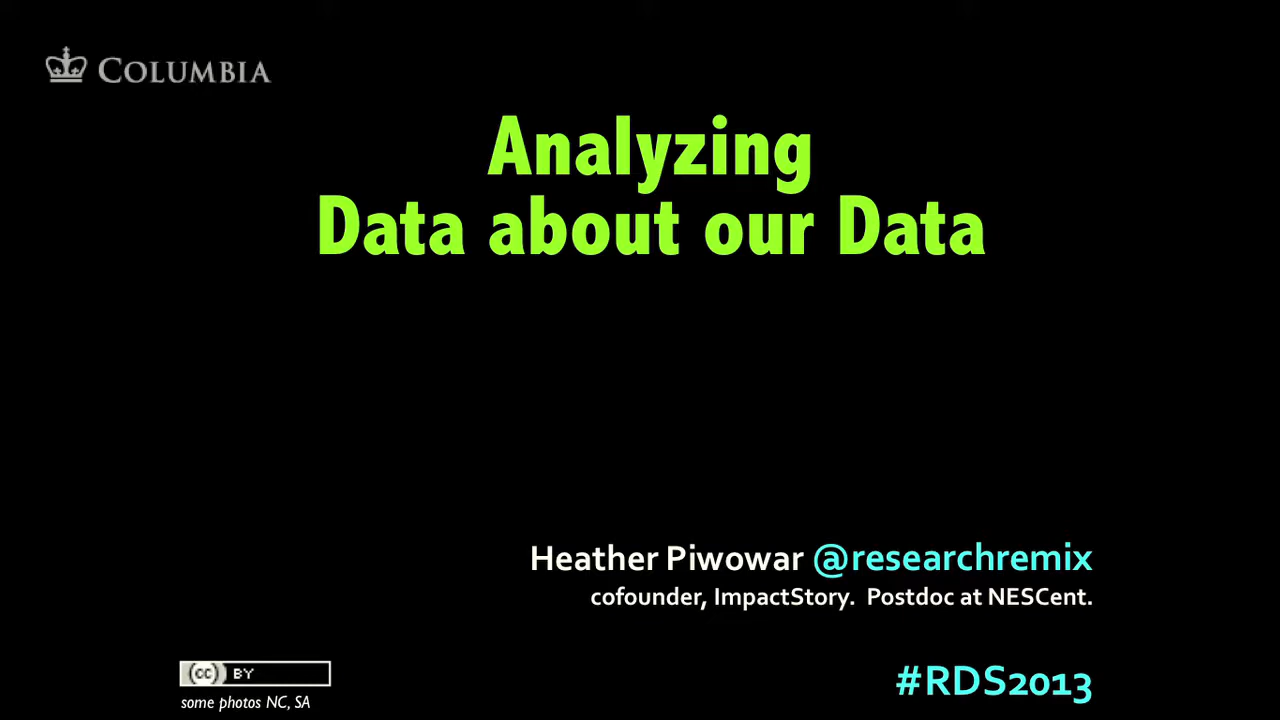 COLUMBIA
Analyzing
Data about our Data
Heather Piwowar @researchremix
cofounder, ImpactStory. Postdoc at NESCent.
(cc) BY
some photos NC, SA
#RDS2013